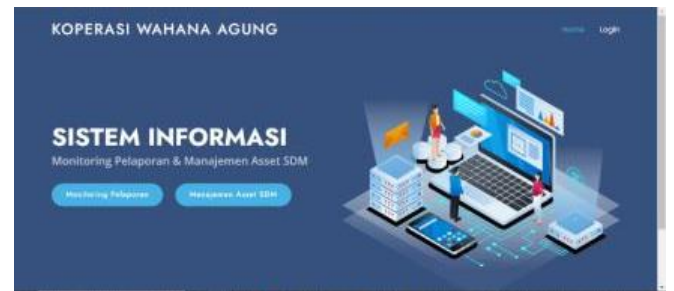 KOPERASI WAHANA AGUNG
Home Login
SISTEM INFORMASI
Monitoring Pelaporan & Manajemen Asset SDM
Monitoring Pelaporan Manajemen Asset SDM